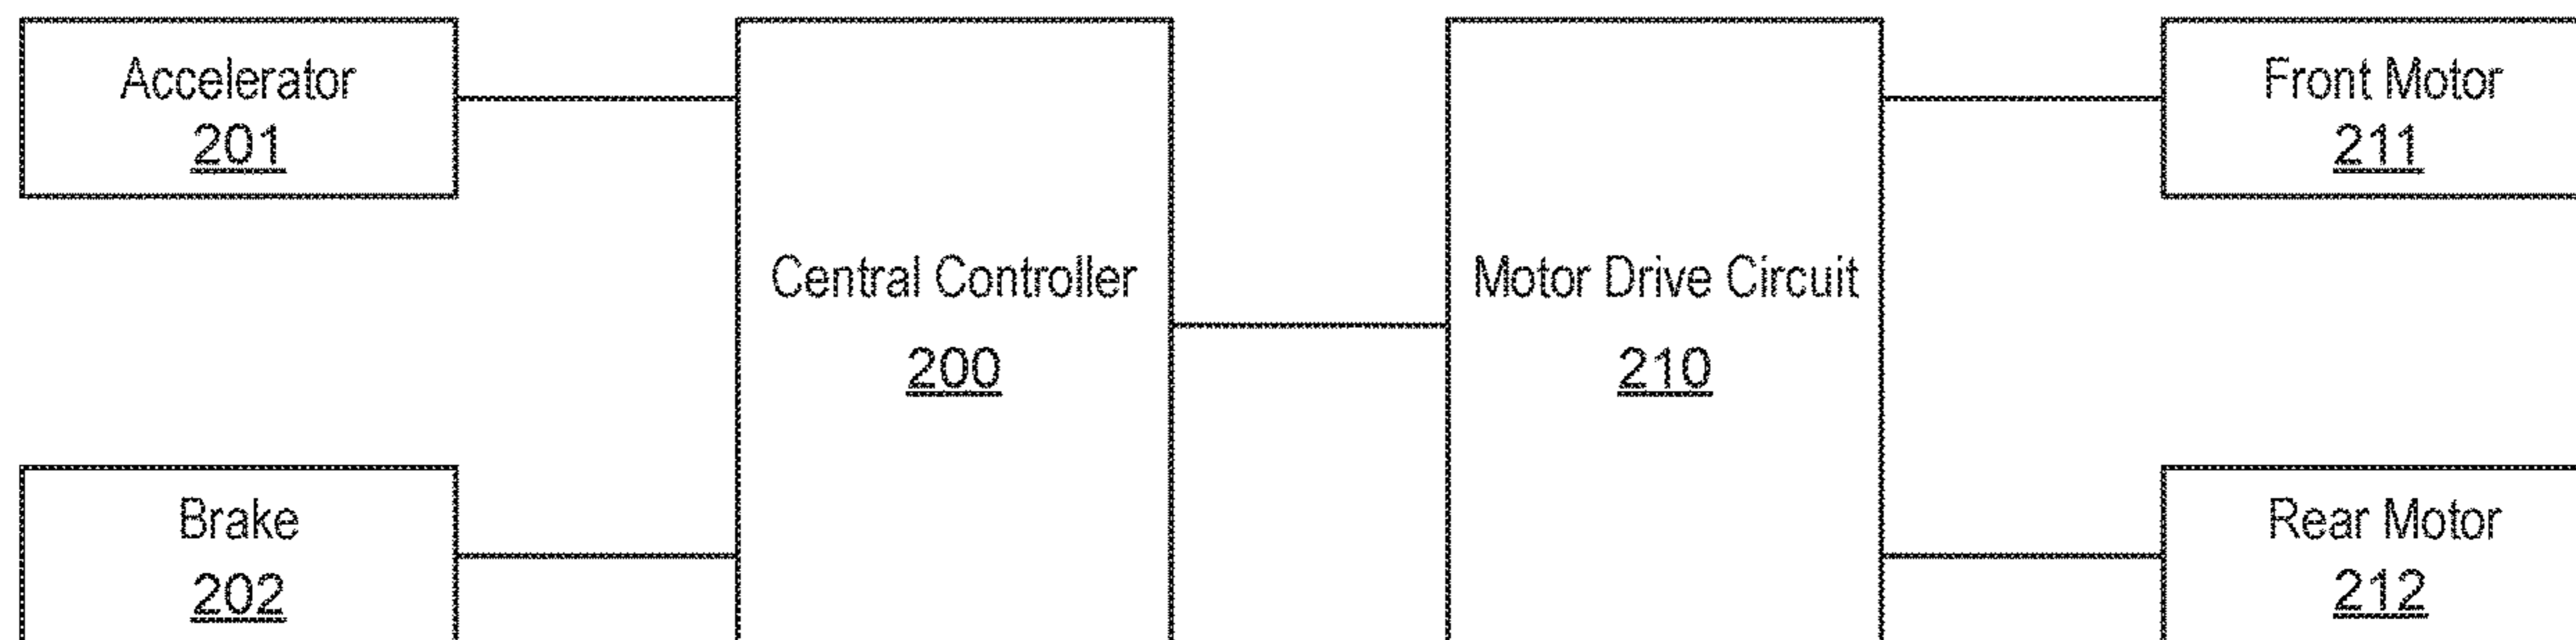 Accelerator
201
Brake
202
Central Controller
200
Motor Drive Circuit
210
Front Motor
211
Rear Motor
212